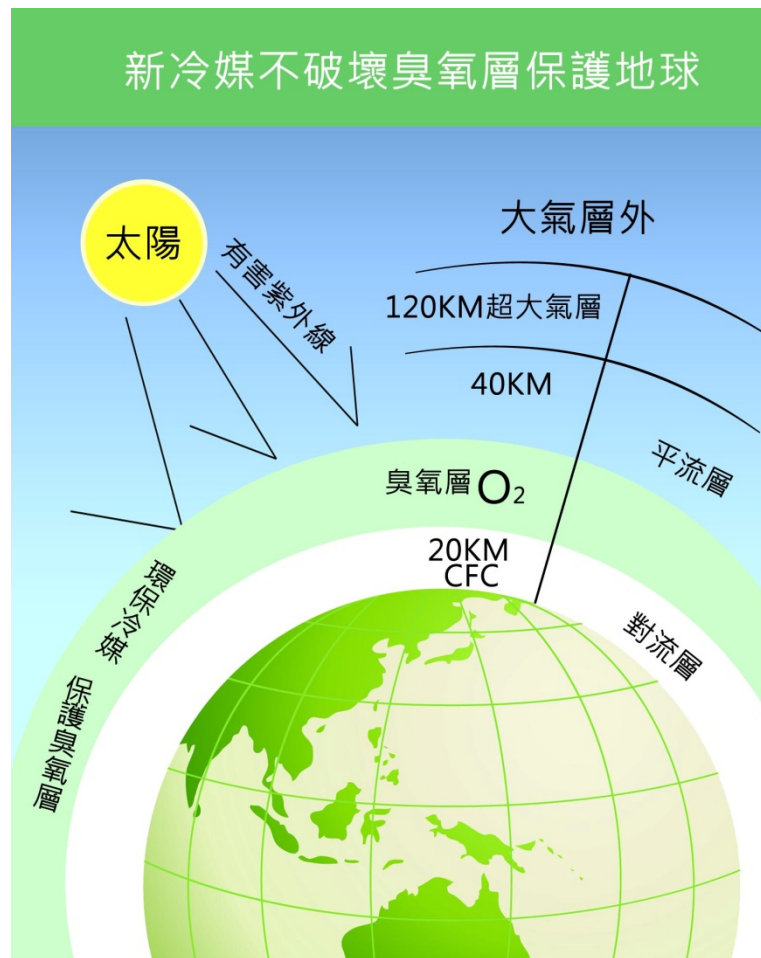 新冷媒不破壞臭氧層保護地球
太陽
有害紫外線
大氣層外
120KM超大氣層
40KM
平流層
臭氧層O₂
20KM
CFC
對流層
環保冷媒 保護臭氧層